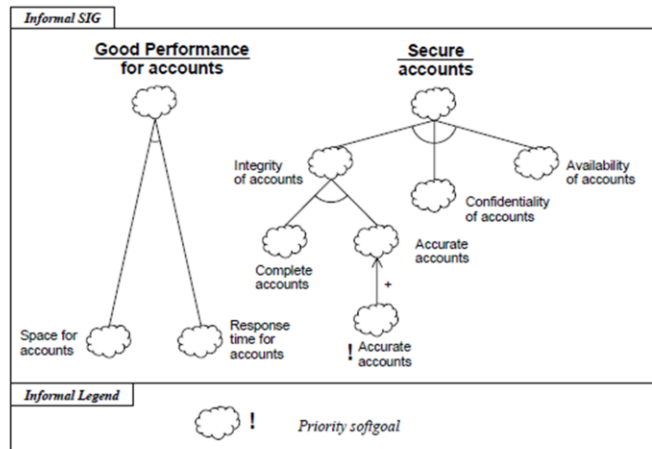 Informal SIG
Good Performance
for accounts
Secure
accounts
Integrity
of accounts
Availability
of accounts
Confidentiality
of accounts
Complete
accounts
Accurate
accounts
+
Space for
accounts
Response
time for
accounts
! Accurate
accounts
Informal Legend
! Priority softgoal